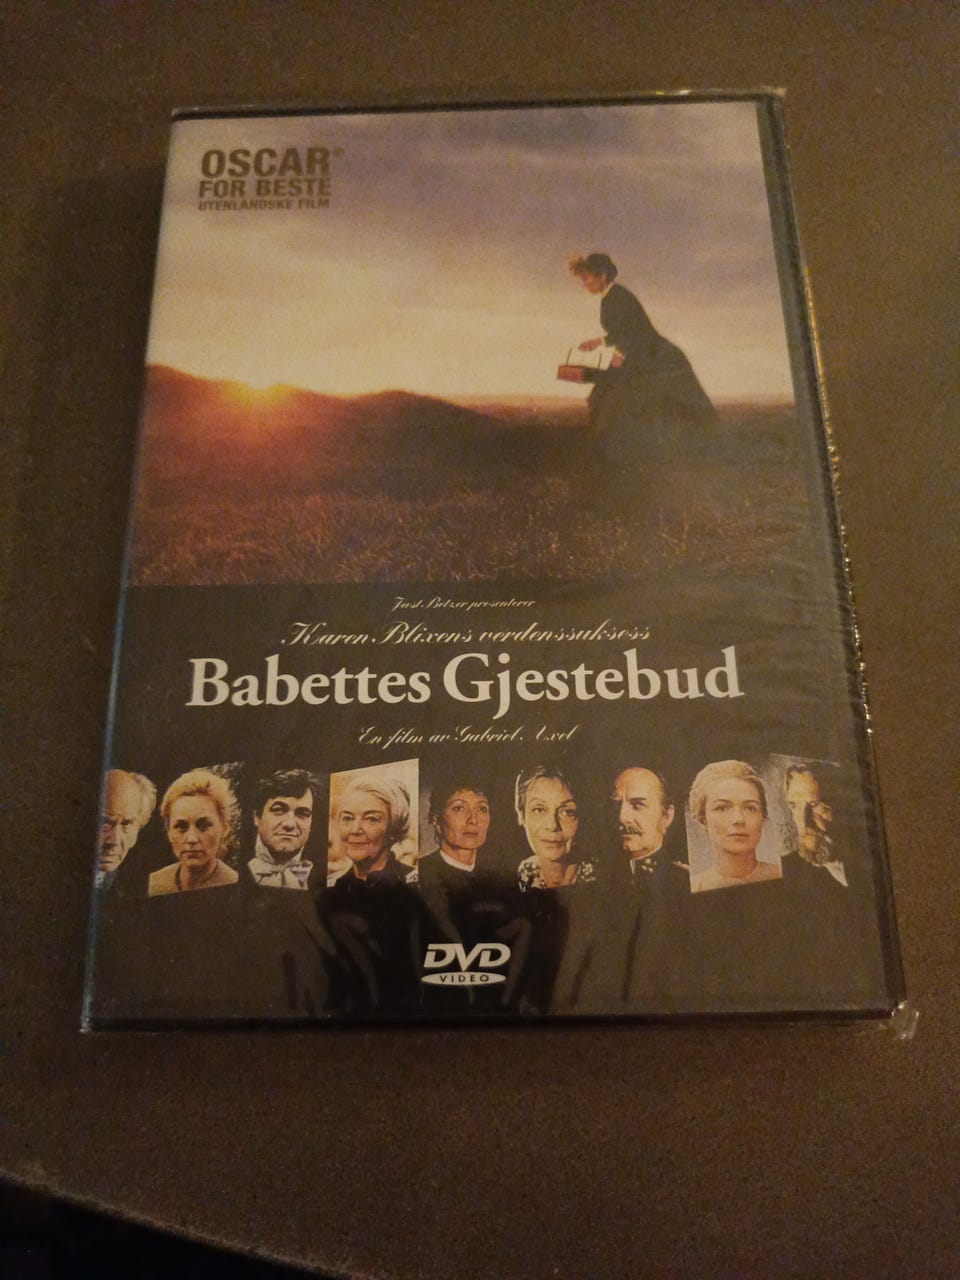 OSCAR®
FOR BESTE
UTENLANDSKE FILM
Just Betzer presenterer
Karen Blixens verdenssuksess
Babettes Gjestebud
En film av Gabriel Axel
DVD
VIDEO